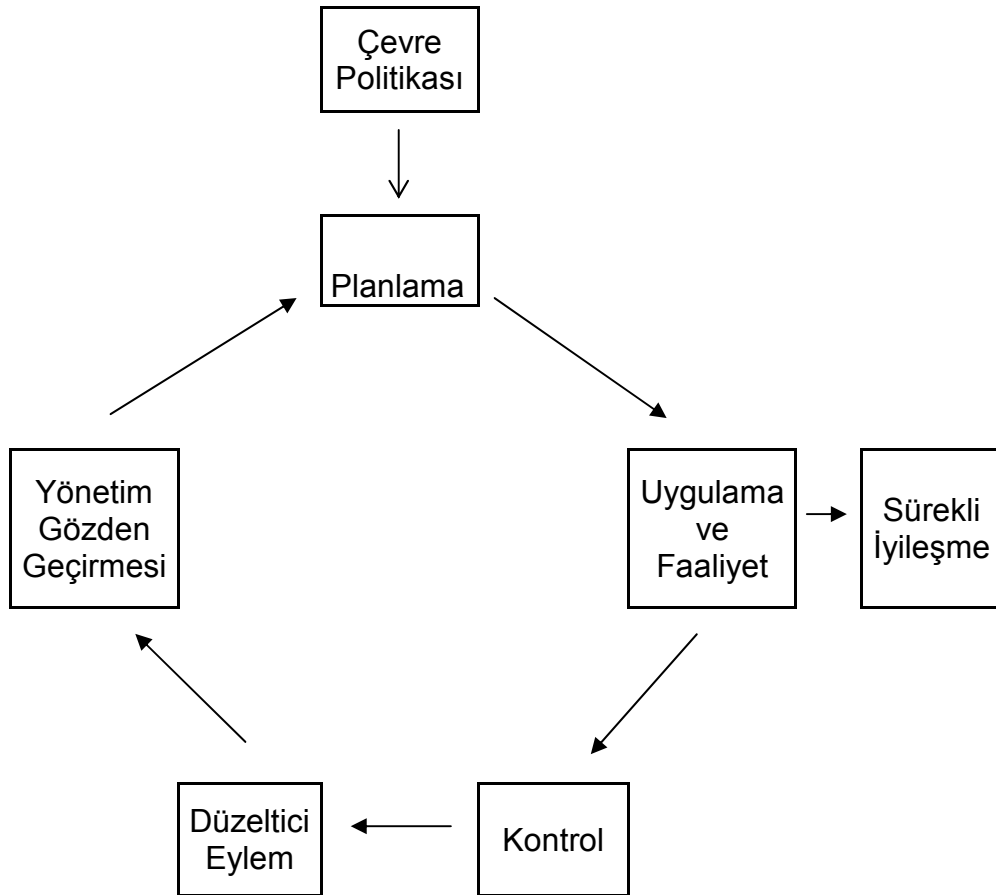 Çevre
Politikası
Planlama
Yönetim
Gözden
Geçirmesi
Uygulama
ve
Faaliyet
Sürekli
İyileşme
Düzeltici
Eylem
Kontrol